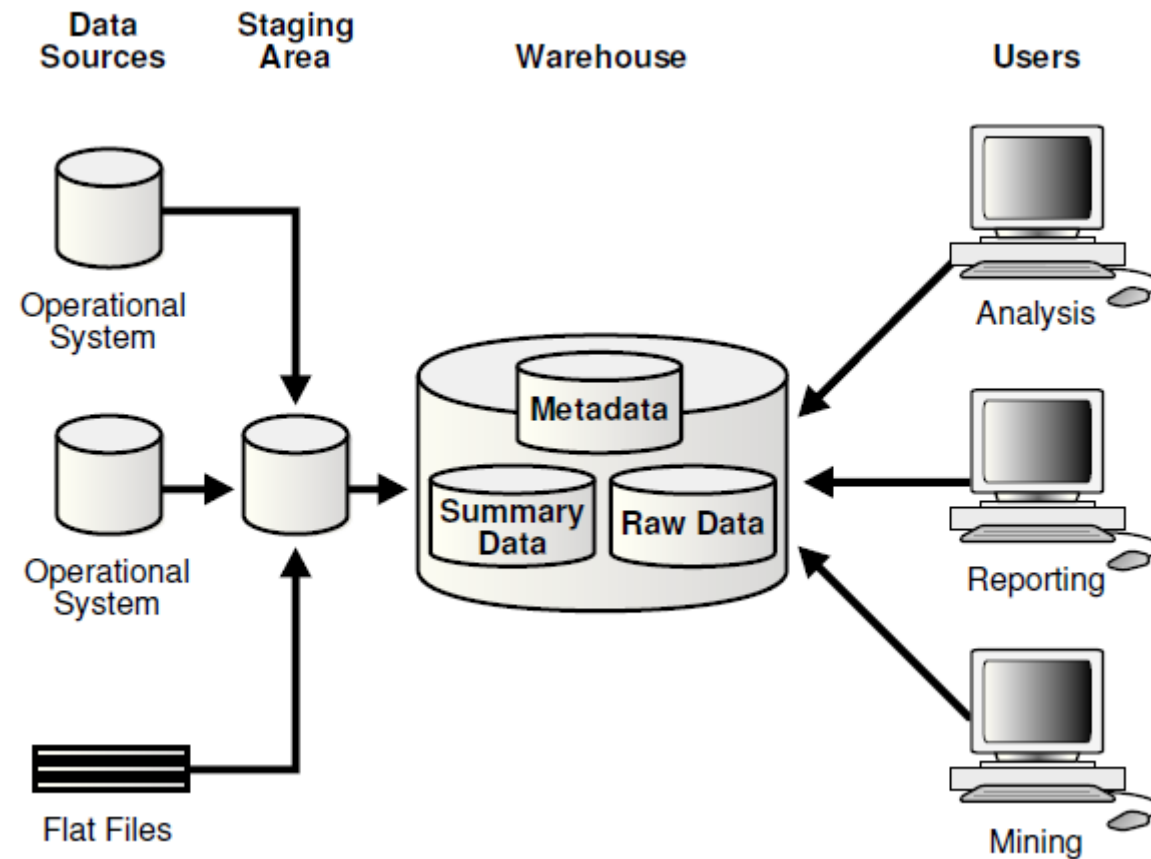 Data
Sources
Staging
Area
Warehouse
Users
Operational
System
Analysis
Metadata
Summary
Data
Raw Data
Operational
System
Reporting
Flat Files
Mining